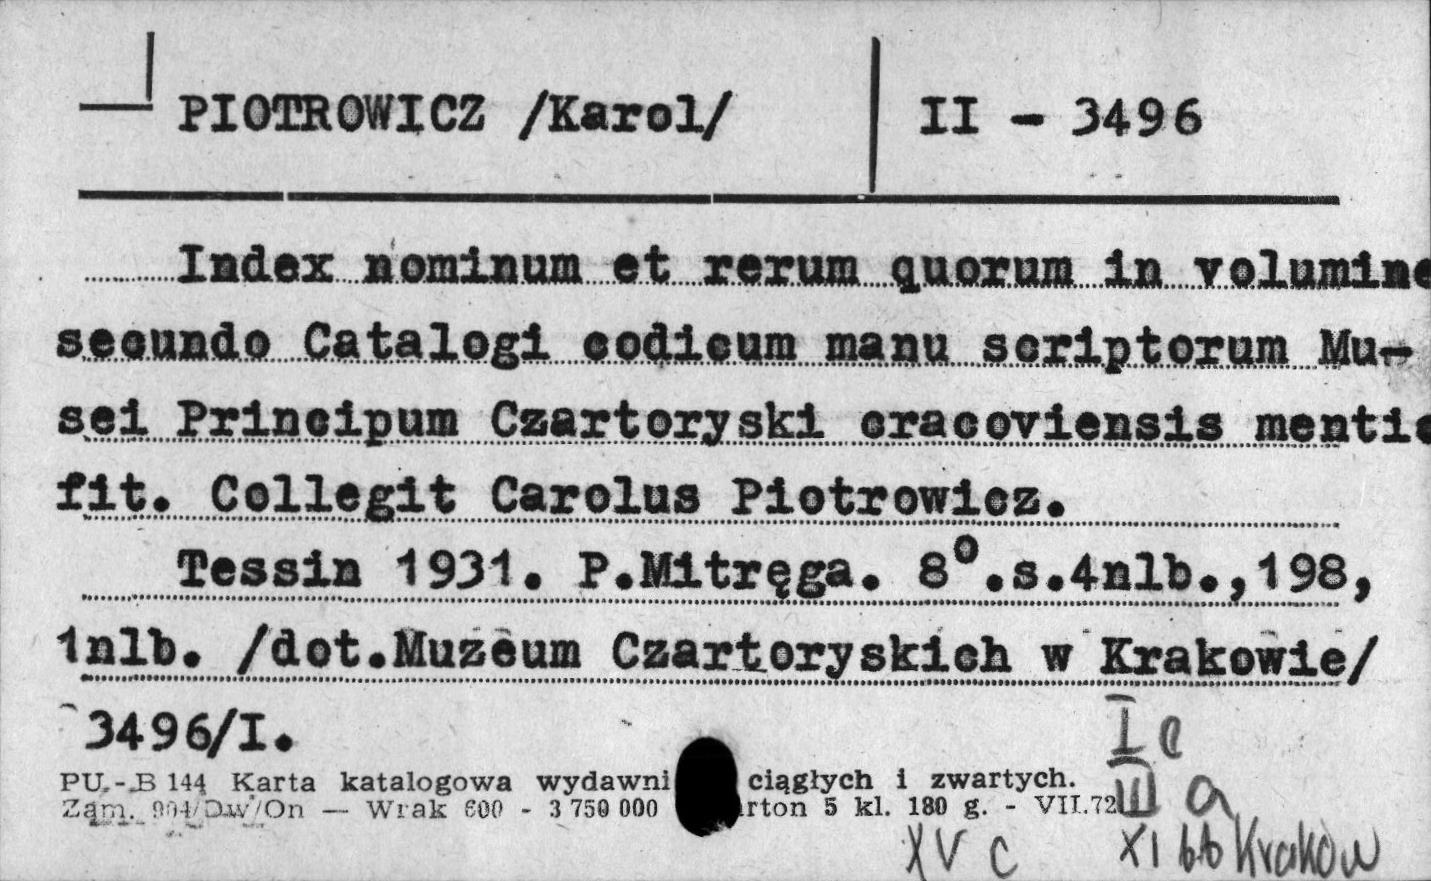 PIOTROWICZ /Karol/ II - 3496
Index nominum et rerum quorum in volumine
secundo Catalogi codicum manu scriptorum Mu-
sei Principum Czartoryski cracoviensis mentio
fit. Collegit Carolus Piotrowicz.
Tessin 1931. P.Mitręga. 8⁰.s.4nlb.,198,
1nlb. /dot.Muzeum Czartoryskich w Krakowie/
3496/I.
I c
PU.-B 144 Karta katalogowa wydawni ciągłych i zwartych.
III a
Zam. 904/Dw/On — Wrak 600 - 3 750 000 rton 5 kl. 180 g. - VII.72
XV c XI bb Kraków